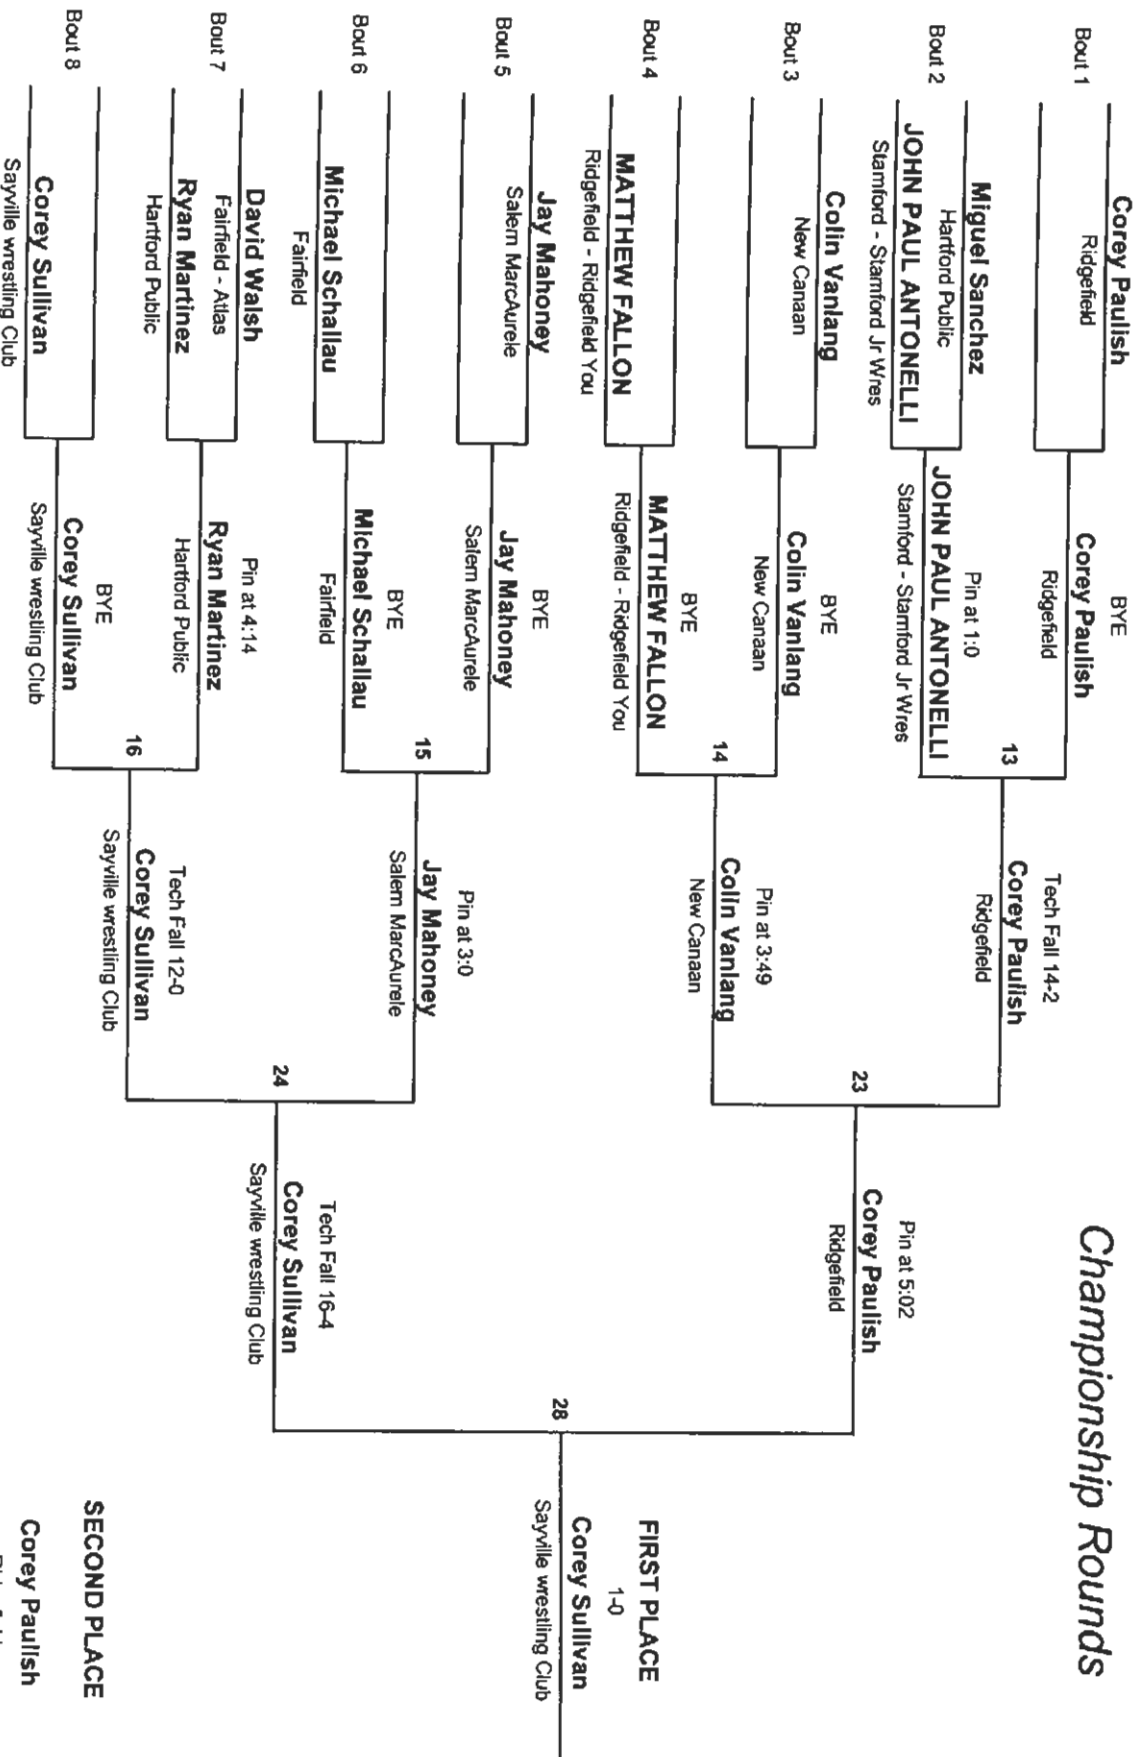 Championship Rounds
Bout 1
Corey Paulish
Ridgefield
Bout 2
Miguel Sanchez
Hartford Public
JOHN PAUL ANTONELLI
Stamford - Stamford Jr Wres
Bout 3
Colin Vanlang
New Canaan
Bout 4
MATTHEW FALLON
Ridgefield - Ridgefield You
Bout 5
Jay Mahoney
Salem MarcAurele
Bout 6
Michael Schallau
Fairfield
Bout 7
David Walsh
Fairfield - Atlas
Ryan Martinez
Hartford Public
Bout 8
Corey Sullivan
Sayville wrestling Club
BYE
Corey Paulish
Ridgefield
Pin at 1:0
JOHN PAUL ANTONELLI
Stamford - Stamford Jr Wres
BYE
Colin Vanlang
New Canaan
BYE
MATTHEW FALLON
Ridgefield - Ridgefield You
BYE
Jay Mahoney
Salem MarcAurele
BYE
Michael Schallau
Fairfield
Pin at 4:14
Ryan Martinez
Hartford Public
BYE
Corey Sullivan
Sayville wrestling Club
13
14
15
16
Tech Fall 14-2
Corey Paulish
Ridgefield
Pin at 3:49
Colin Vanlang
New Canaan
Pin at 3:0
Jay Mahoney
Salem MarcAurele
Tech Fall 12-0
Corey Sullivan
Sayville wrestling Club
23
24
Pin at 5:02
Corey Paulish
Ridgefield
Tech Fall 16-4
Corey Sullivan
Sayville wrestling Club
28
FIRST PLACE
1-0
Corey Sullivan
Sayville wrestling Club
SECOND PLACE
Corey Paulish